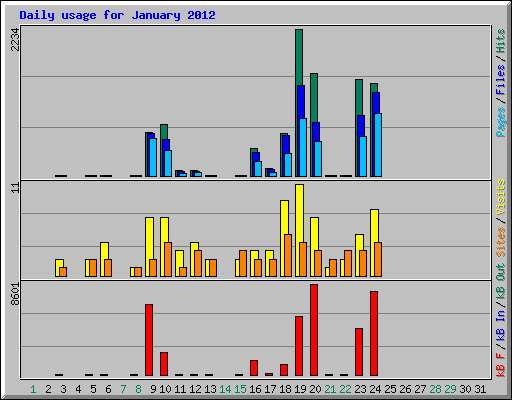 Daily usage for January 2012
2234
Pages / Files / Hits
11
Sites / Visits
8601
kB F / kB In / kB Out
1 2 3 4 5 6 7 8 9 10 11 12 13 14 15 16 17 18 19 20 21 22 23 24 25 26 27 28 29 30 31